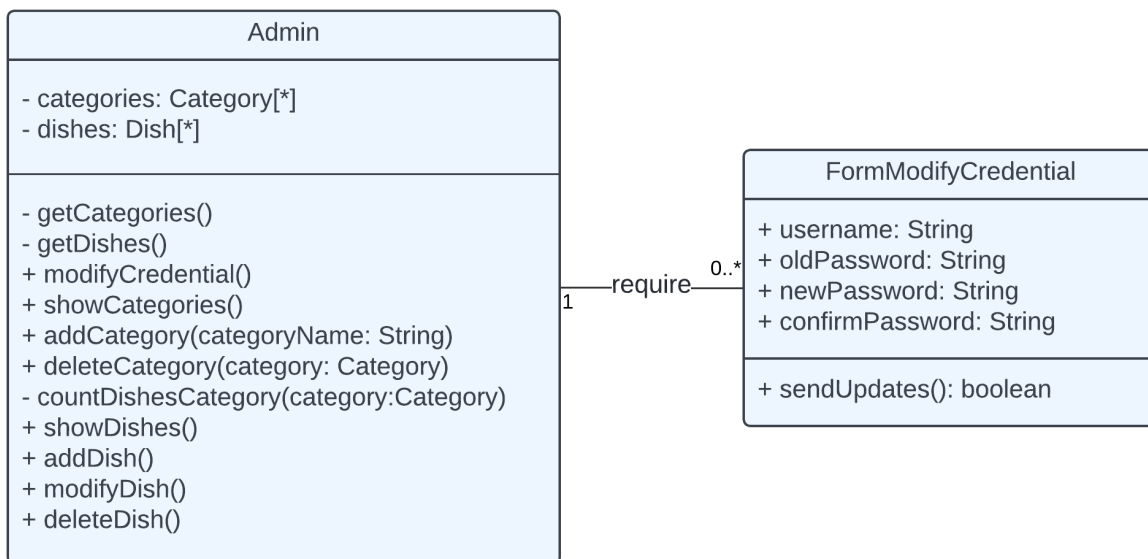 Admin
- categories: Category[*]
- dishes: Dish[*]
- getCategories()
- getDishes()
+ modifyCredential()
+ showCategories()
+ addCategory(categoryName: String)
+ deleteCategory(category: Category)
- countDishesCategory(category:Category)
+ showDishes()
+ addDish()
+ modifyDish()
+ deleteDish()
1
require
0..*
FormModifyCredential
+ username: String
+ oldPassword: String
+ newPassword: String
+ confirmPassword: String
+ sendUpdates(): boolean